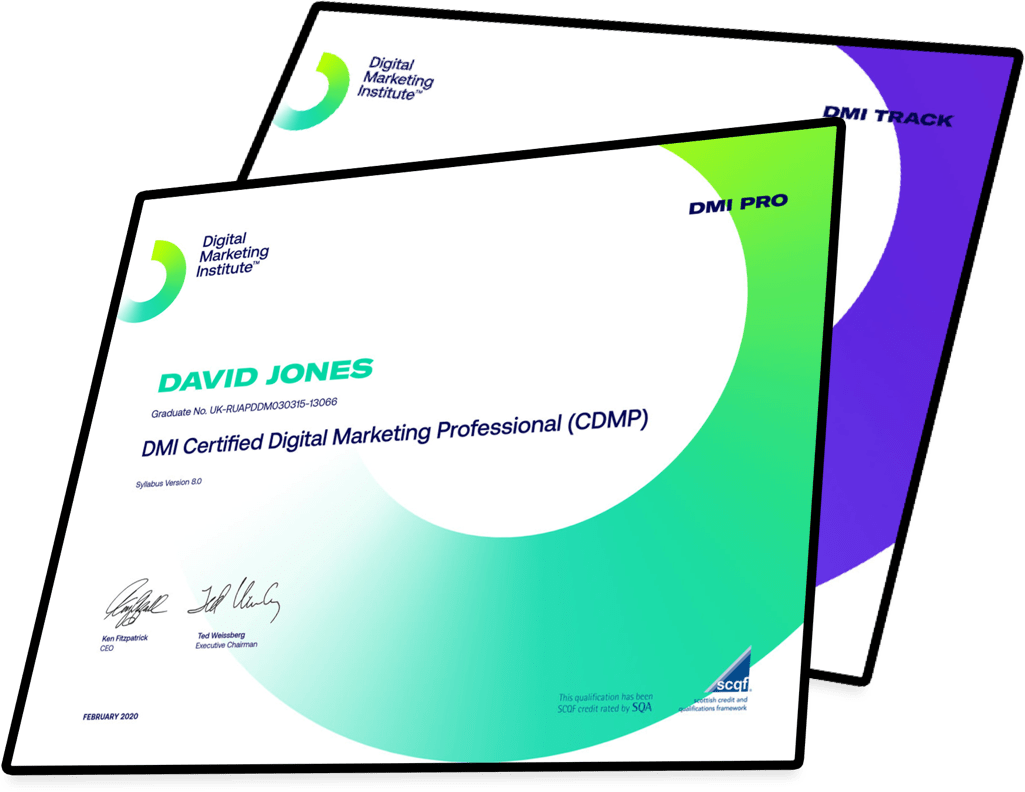 Digital
Marketing
Institute™
DMI TRACK
DMI PRO
Digital
Marketing
Institute™
DAVID JONES
Graduate No. UK-RUAPDDM030315-13066
DMI Certified Digital Marketing Professional (CDMP)
Syllabus Version 8.0
Ken Fitzpatrick
CEO
Ted Weissberg
Executive Chairman
FEBRUARY 2020
This qualification has been
SCQF credit rated by SQA
scqf
scottish credit and
qualifications framework